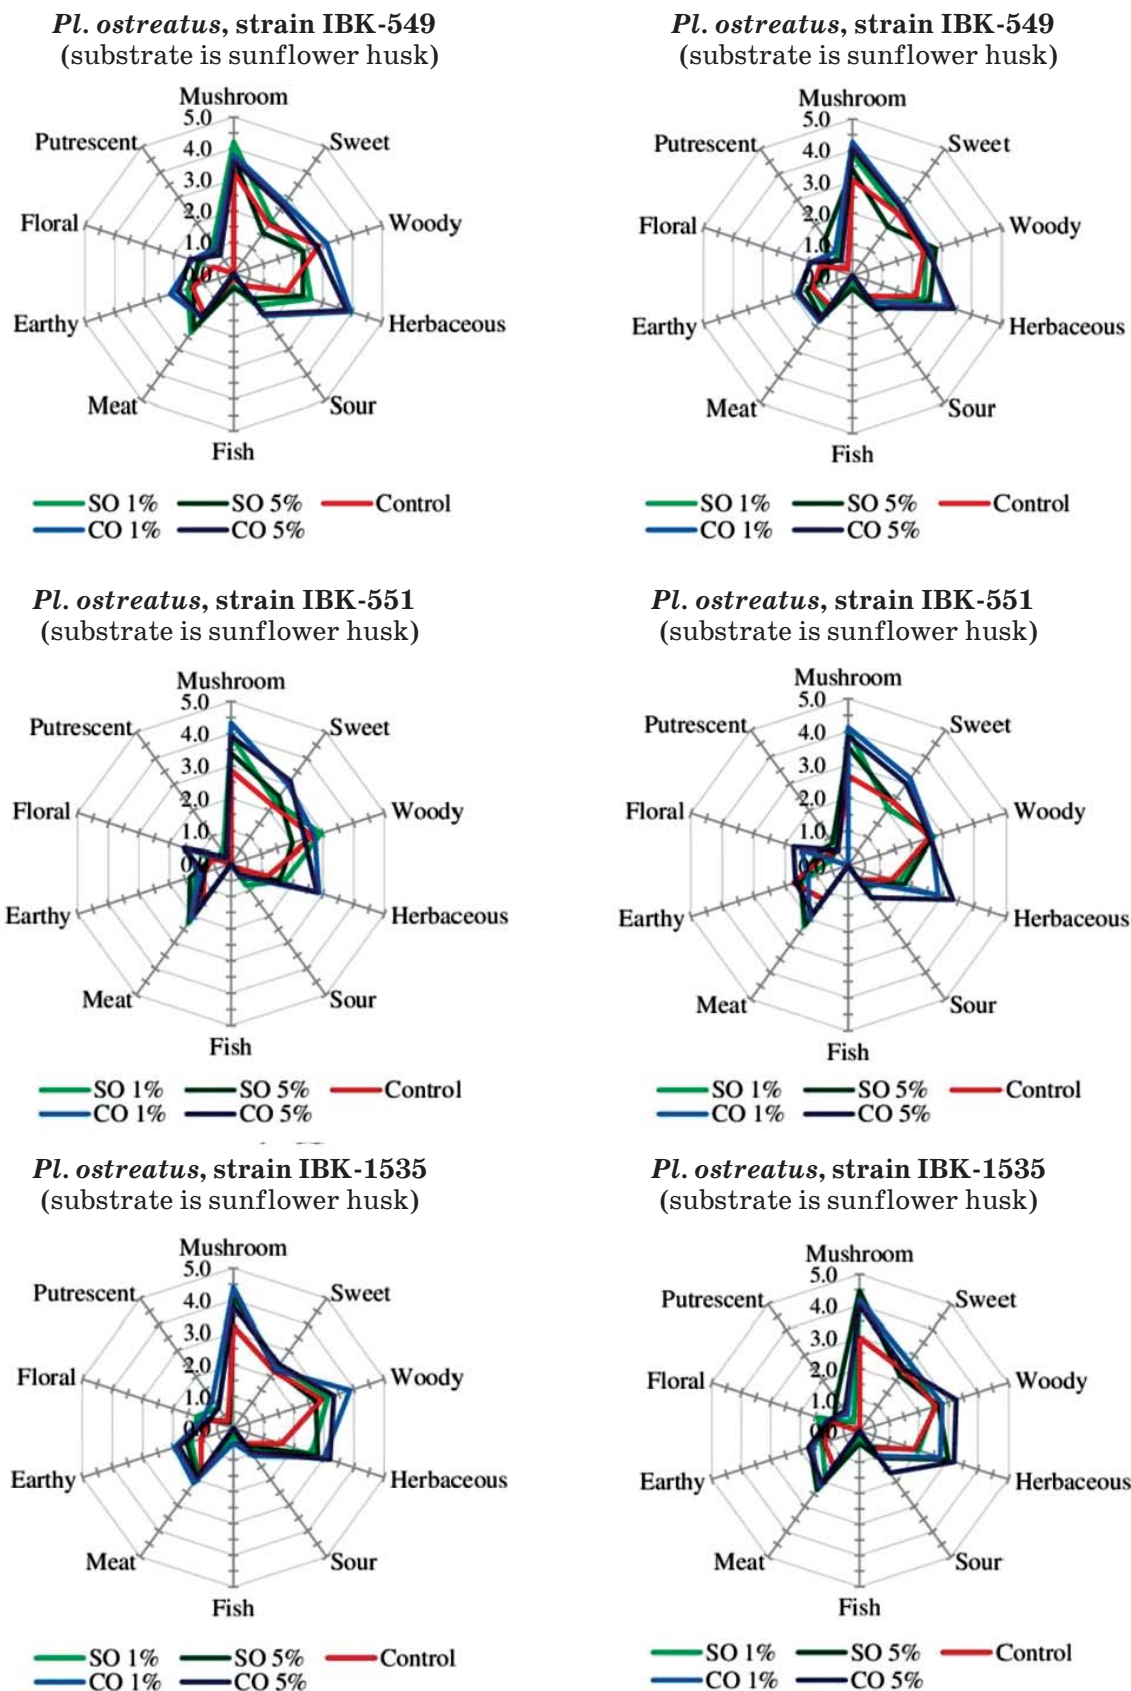 Pl. ostreatus, strain IBK-549
(substrate is sunflower husk)
Mushroom
5.0
Putrescent
4.0
Sweet
3.0
Floral
2.0
Woody
1.0
0.0
Earthy
Herbaceous
Meat
Sour
Fish
SO 1% SO 5% Control
CO 1% CO 5%
Pl. ostreatus, strain IBK-549
(substrate is sunflower husk)
Mushroom
5.0
Putrescent
4.0
Sweet
3.0
Floral
2.0
Woody
1.0
0.0
Earthy
Herbaceous
Meat
Sour
Fish
SO 1% SO 5% Control
CO 1% CO 5%
Pl. ostreatus, strain IBK-551
(substrate is sunflower husk)
Mushroom
5.0
Putrescent
4.0
Sweet
3.0
Floral
2.0
Woody
1.0
0.0
Earthy
Herbaceous
Meat
Sour
Fish
SO 1% SO 5% Control
CO 1% CO 5%
Pl. ostreatus, strain IBK-551
(substrate is sunflower husk)
Mushroom
5.0
Putrescent
4.0
Sweet
3.0
Floral
2.0
Woody
1.0
0.0
Earthy
Herbaceous
Meat
Sour
Fish
SO 1% SO 5% Control
CO 1% CO 5%
Pl. ostreatus, strain IBK-1535
(substrate is sunflower husk)
Mushroom
5.0
Putrescent
4.0
Sweet
3.0
Floral
2.0
Woody
1.0
0.0
Earthy
Herbaceous
Meat
Sour
Fish
SO 1% SO 5% Control
CO 1% CO 5%
Pl. ostreatus, strain IBK-1535
(substrate is sunflower husk)
Mushroom
5.0
Putrescent
4.0
Sweet
3.0
Floral
2.0
Woody
1.0
0.0
Earthy
Herbaceous
Meat
Sour
Fish
SO 1% SO 5% Control
CO 1% CO 5%